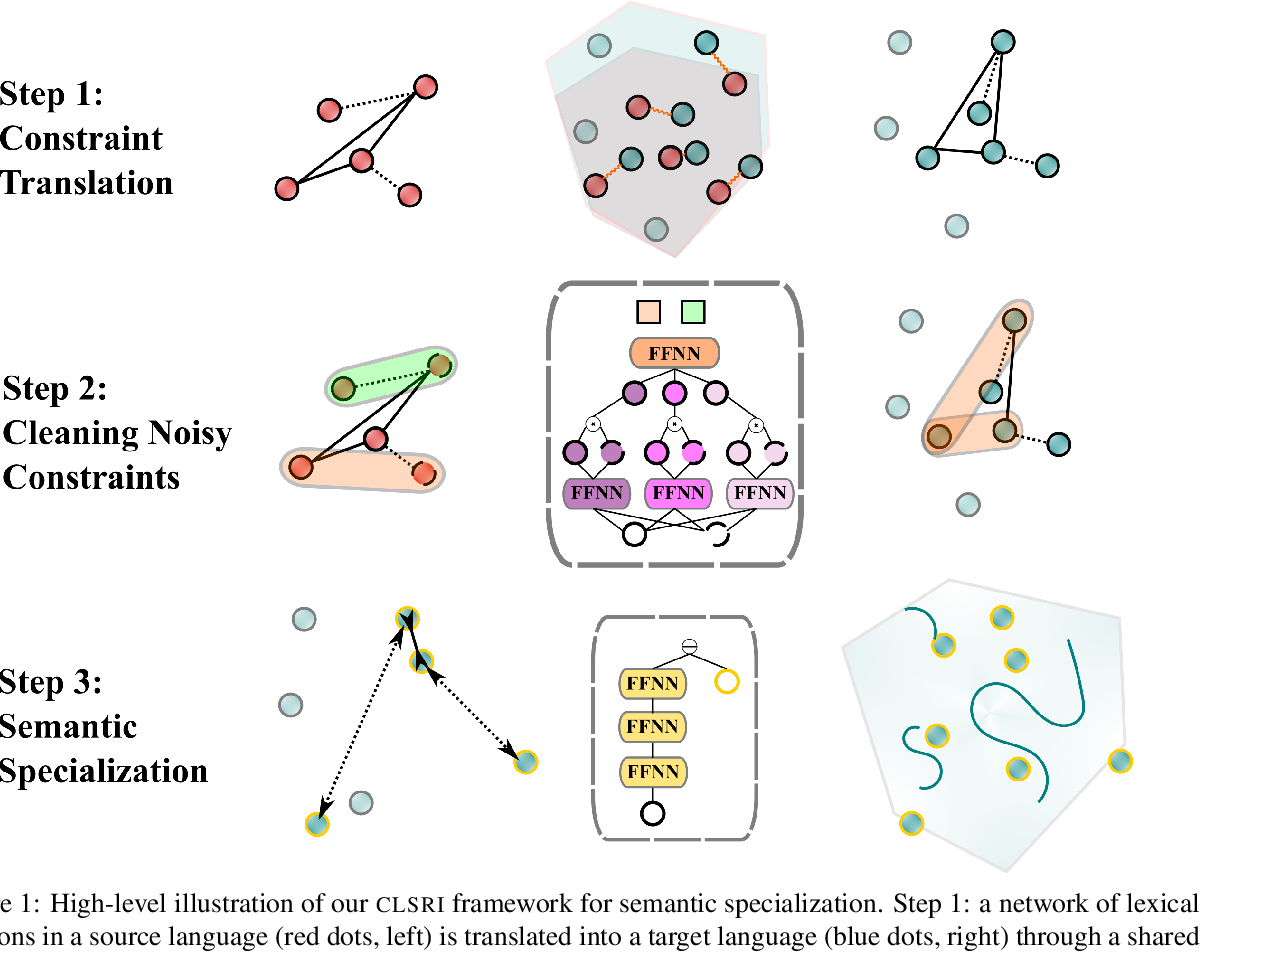 Step 1:
Constraint
Translation
Step 2:
Cleaning Noisy
Constraints
FFNN
FFNN FFNN FFNN
Step 3:
Semantic
Specialization
FFNN
FFNN
FFNN
e 1: High-level illustration of our CLSRI framework for semantic specialization. Step 1: a network of lexical
ons in a source language (red dots, left) is translated into a target language (blue dots, right) through a shared